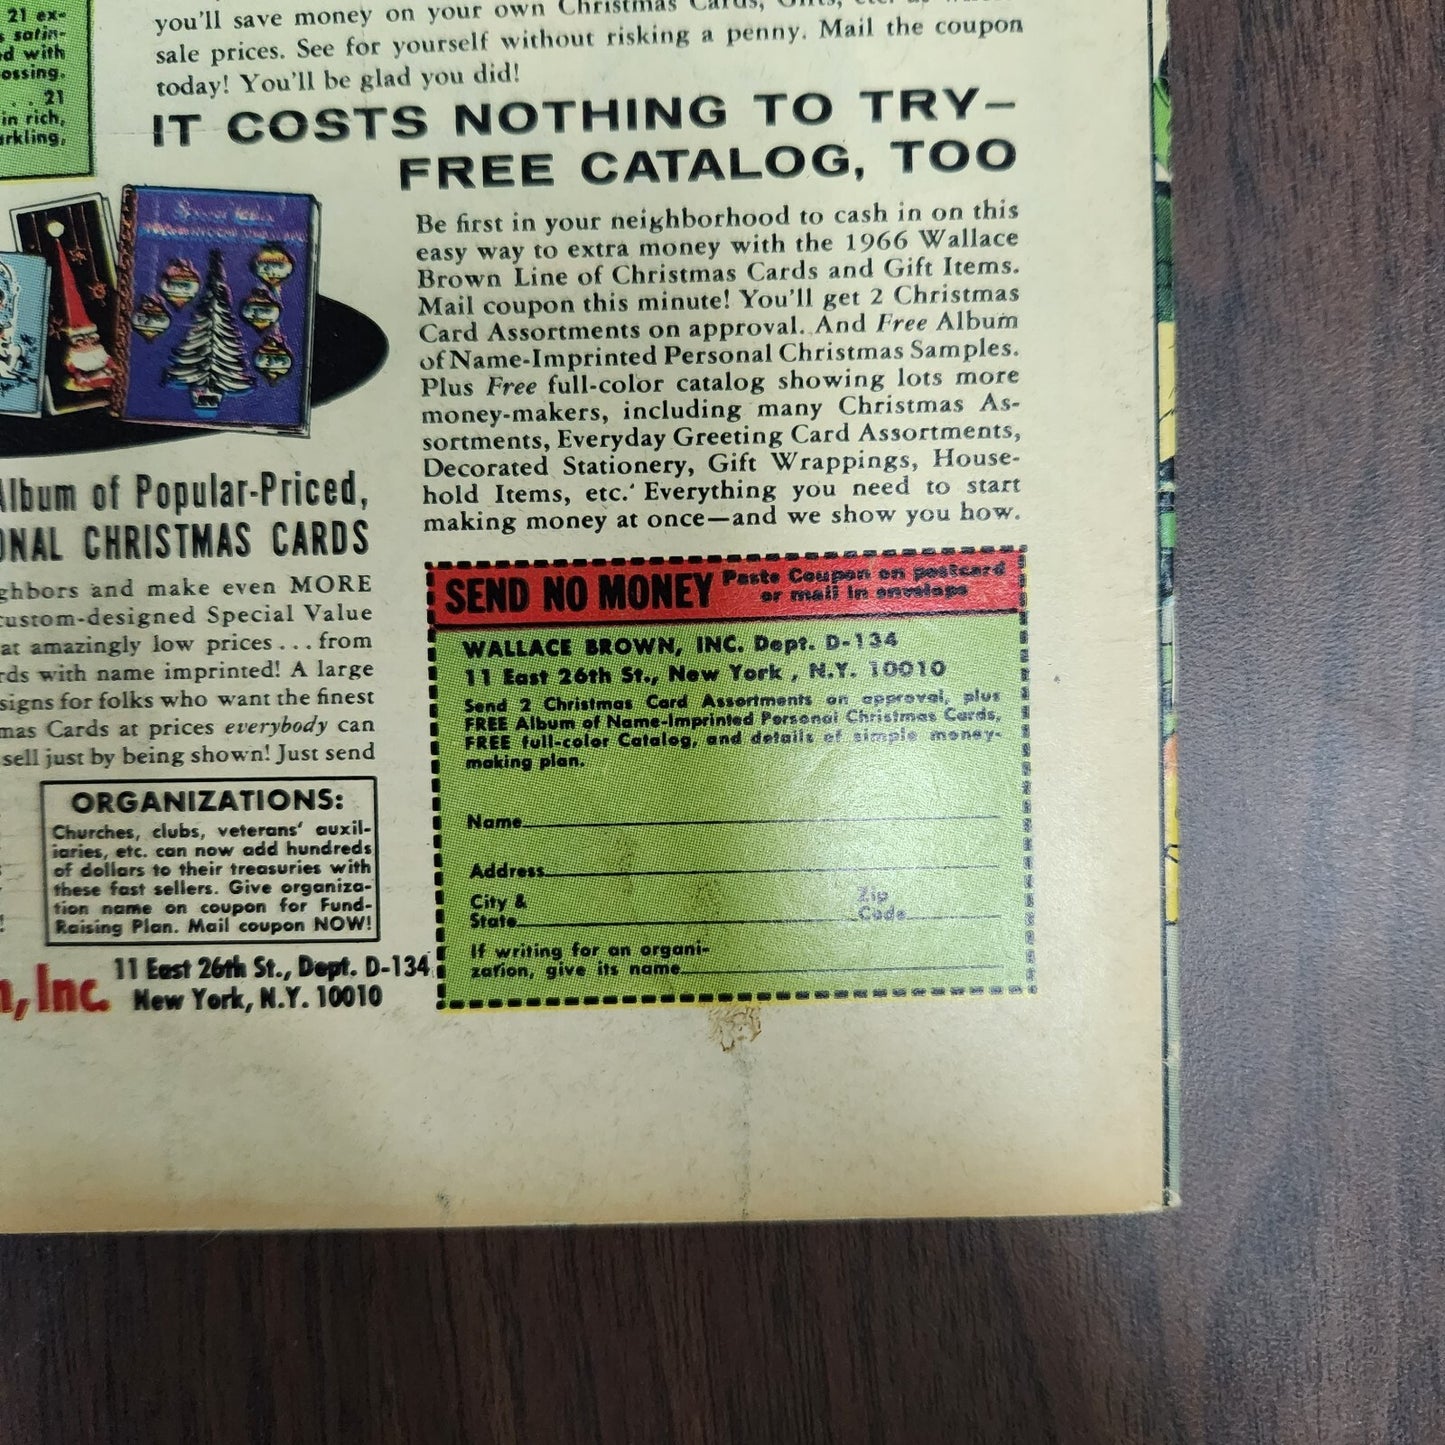 21 ex-
satin-
ed with
ossing.
. . . 21
in rich,
arkling,
you'll save money on your own Christmas Cards, Gifts, etc. at
sale prices. See for yourself without risking a penny. Mail the coupon
today! You'll be glad you did!
IT COSTS NOTHING TO TRY—
FREE CATALOG, TOO
Be first in your neighborhood to cash in on this
easy way to extra money with the 1966 Wallace
Brown Line of Christmas Cards and Gift Items.
Mail coupon this minute! You'll get 2 Christmas
Card Assortments on approval. And Free Album
of Name-Imprinted Personal Christmas Samples.
Plus Free full-color catalog showing lots more
money-makers, including many Christmas As-
sortments, Everyday Greeting Card Assortments,
Decorated Stationery, Gift Wrappings, House-
hold Items, etc. Everything you need to start
making money at once—and we show you how.
Album of Popular-Priced,
ONAL CHRISTMAS CARDS
ghbors and make even MORE
custom-designed Special Value
at amazingly low prices . . . from
rds with name imprinted! A large
signs for folks who want the finest
mas Cards at prices everybody can
sell just by being shown! Just send
ORGANIZATIONS:
Churches, clubs, veterans' auxil-
iaries, etc. can now add hundreds
of dollars to their treasuries with
these fast sellers. Give organiza-
tion name on coupon for Fund-
Raising Plan. Mail coupon NOW!
n, Inc.
11 East 26th St., Dept. D-134
New York, N.Y. 10010
SEND NO MONEY
Paste Coupon on postcard
or mail in envelope
WALLACE BROWN, INC. Dept. D-134
11 East 26th St., New York , N.Y. 10010
Send 2 Christmas Card Assortments on approval, plus
FREE Album of Name-Imprinted Personal Christmas Cards,
FREE full-color Catalog, and details of simple money-
making plan.
Name
Address
City &
State
Zip
Code
If writing for an organi-
zation, give its name